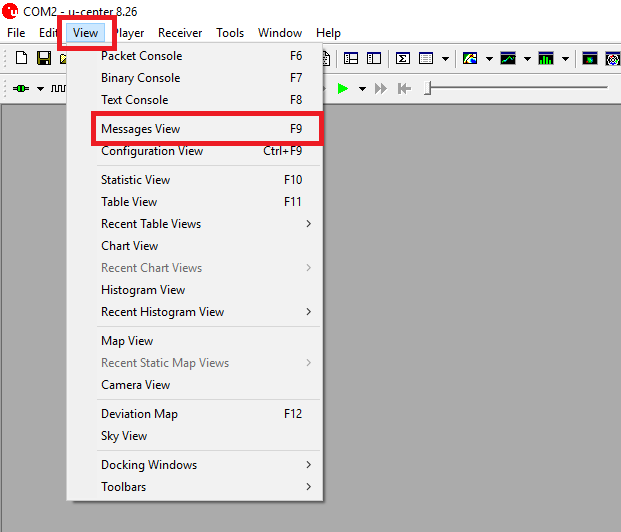 COM2 - u-center 8.26
File Edit View Player Receiver Tools Window Help
Packet Console F6
Binary Console F7
Text Console F8
Messages View F9
Configuration View Ctrl+F9
Statistic View F10
Table View F11
Recent Table Views
Chart View
Recent Chart Views
Histogram View
Recent Histogram View
Map View
Recent Static Map Views
Camera View
Deviation Map F12
Sky View
Docking Windows
Toolbars